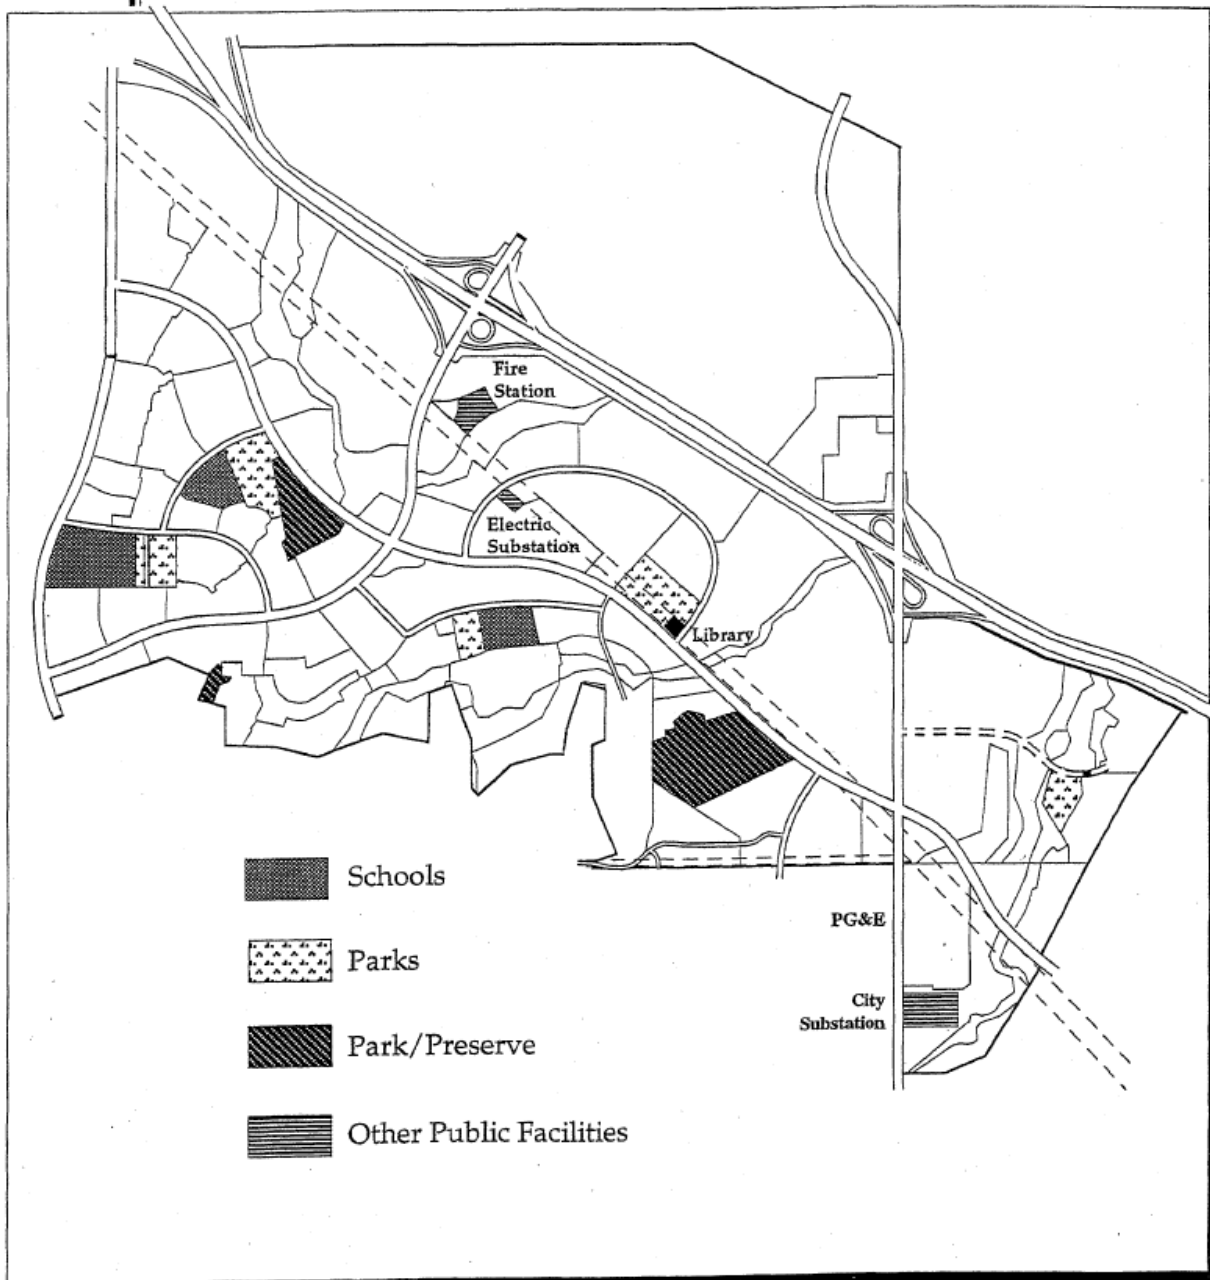 Fire
Station
Electric
Substation
Library
Schools
Parks
Park/Preserve
Other Public Facilities
PG&E
City
Substation